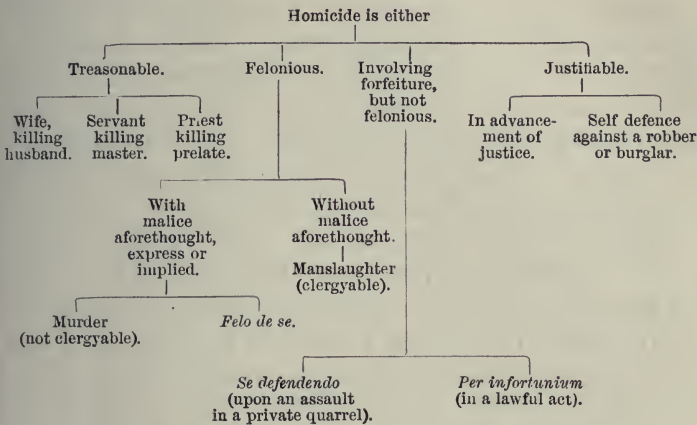 Homicide is either
Treasonable.
Felonious.
Involving
forfeiture,
but not
felonious.
Justifiable.
Wife,
killing
husband.
Servant
killing
master.
Priest
killing
prelate.
In advance-
ment of
justice.
Self defence
against a robber
or burglar.
With
malice
aforethought,
express or
implied.
Without
malice
aforethought.
Manslaughter
(clergyable).
Murder
(not clergyable).
Felo de se.
Se defendendo
(upon an assault
in a private quarrel).
Per infortunium
(in a lawful act).